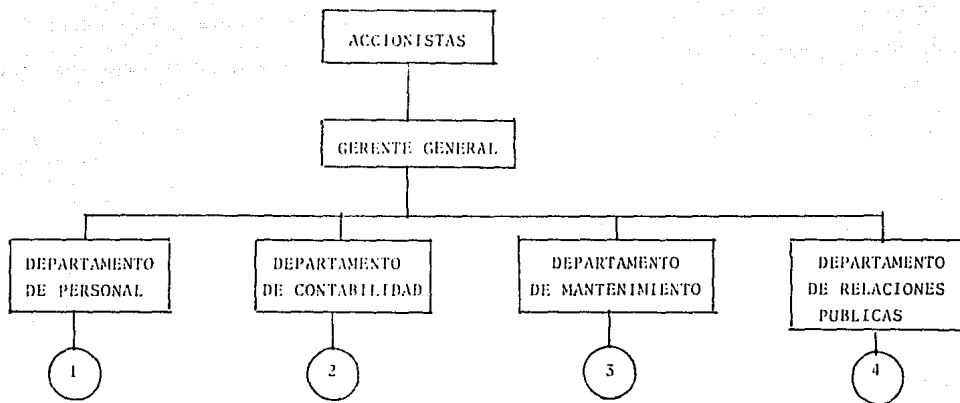 ACCIONISTAS
GERENTE GENERAL
DEPARTAMENTO
DE PERSONAL
DEPARTAMENTO
DE CONTABILIDAD
DEPARTAMENTO
DE MANTENIMIENTO
DEPARTAMENTO
DE RELACIONES
PUBLICAS
1
2
3
4